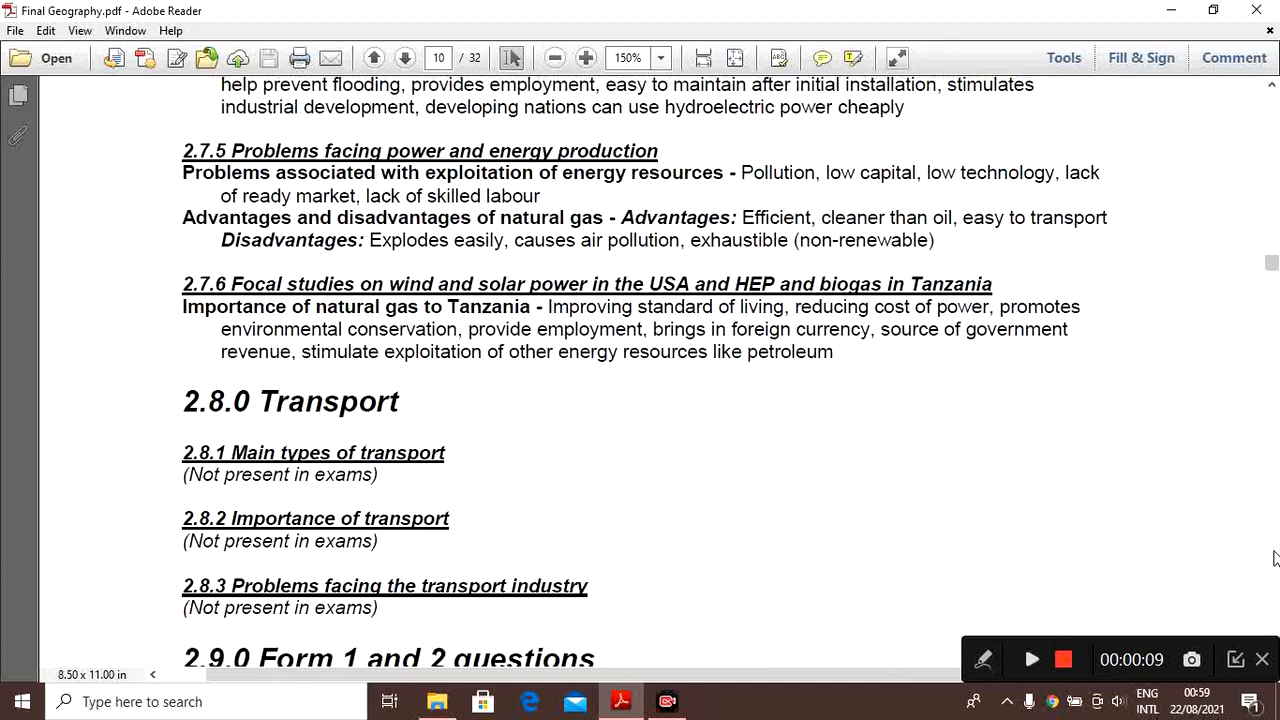 Final Geography.pdf - Adobe Reader
File Edit View Window Help
Open 10 / 32 150% Tools Fill & Sign Comment
help prevent flooding, provides employment, easy to maintain after initial installation, stimulates
industrial development, developing nations can use hydroelectric power cheaply
2.7.5 Problems facing power and energy production
Problems associated with exploitation of energy resources - Pollution, low capital, low technology, lack
of ready market, lack of skilled labour
Advantages and disadvantages of natural gas - Advantages: Efficient, cleaner than oil, easy to transport
Disadvantages: Explodes easily, causes air pollution, exhaustible (non-renewable)
2.7.6 Focal studies on wind and solar power in the USA and HEP and biogas in Tanzania
Importance of natural gas to Tanzania - Improving standard of living, reducing cost of power, promotes
environmental conservation, provide employment, brings in foreign currency, source of government
revenue, stimulate exploitation of other energy resources like petroleum
2.8.0 Transport
2.8.1 Main types of transport
(Not present in exams)
2.8.2 Importance of transport
(Not present in exams)
2.8.3 Problems facing the transport industry
(Not present in exams)
2.9.0 Form 1 and 2 questions
8.50 x 11.00 in
00:00:09
Type here to search
ENG 00:59
INTL 22/08/2021
1